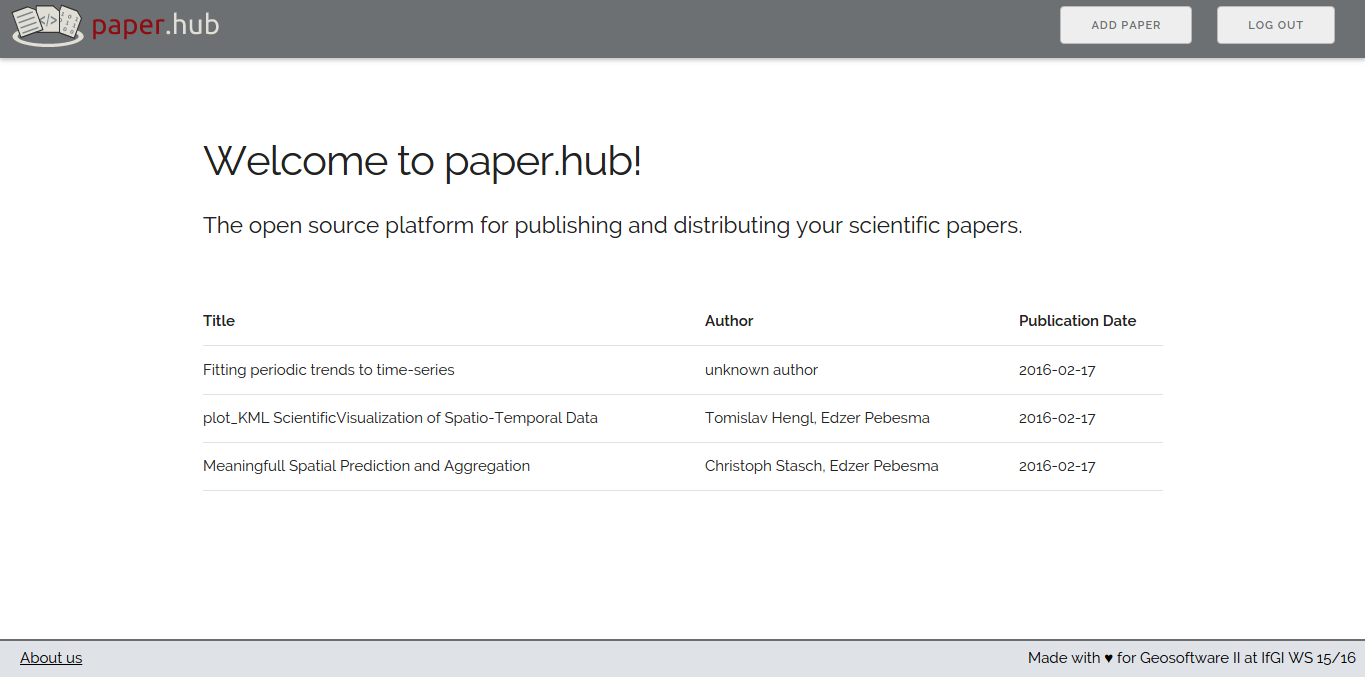 paper.hub ADD PAPER LOG OUT
Welcome to paper.hub!
The open source platform for publishing and distributing your scientific papers.
Title Author Publication Date
Fitting periodic trends to time-series unknown author 2016-02-17
plot_KML ScientificVisualization of Spatio-Temporal Data Tomislav Hengl, Edzer Pebesma 2016-02-17
Meaningfull Spatial Prediction and Aggregation Christoph Stasch, Edzer Pebesma 2016-02-17
About us Made with ♥ for Geosoftware II at IfGI WS 15/16